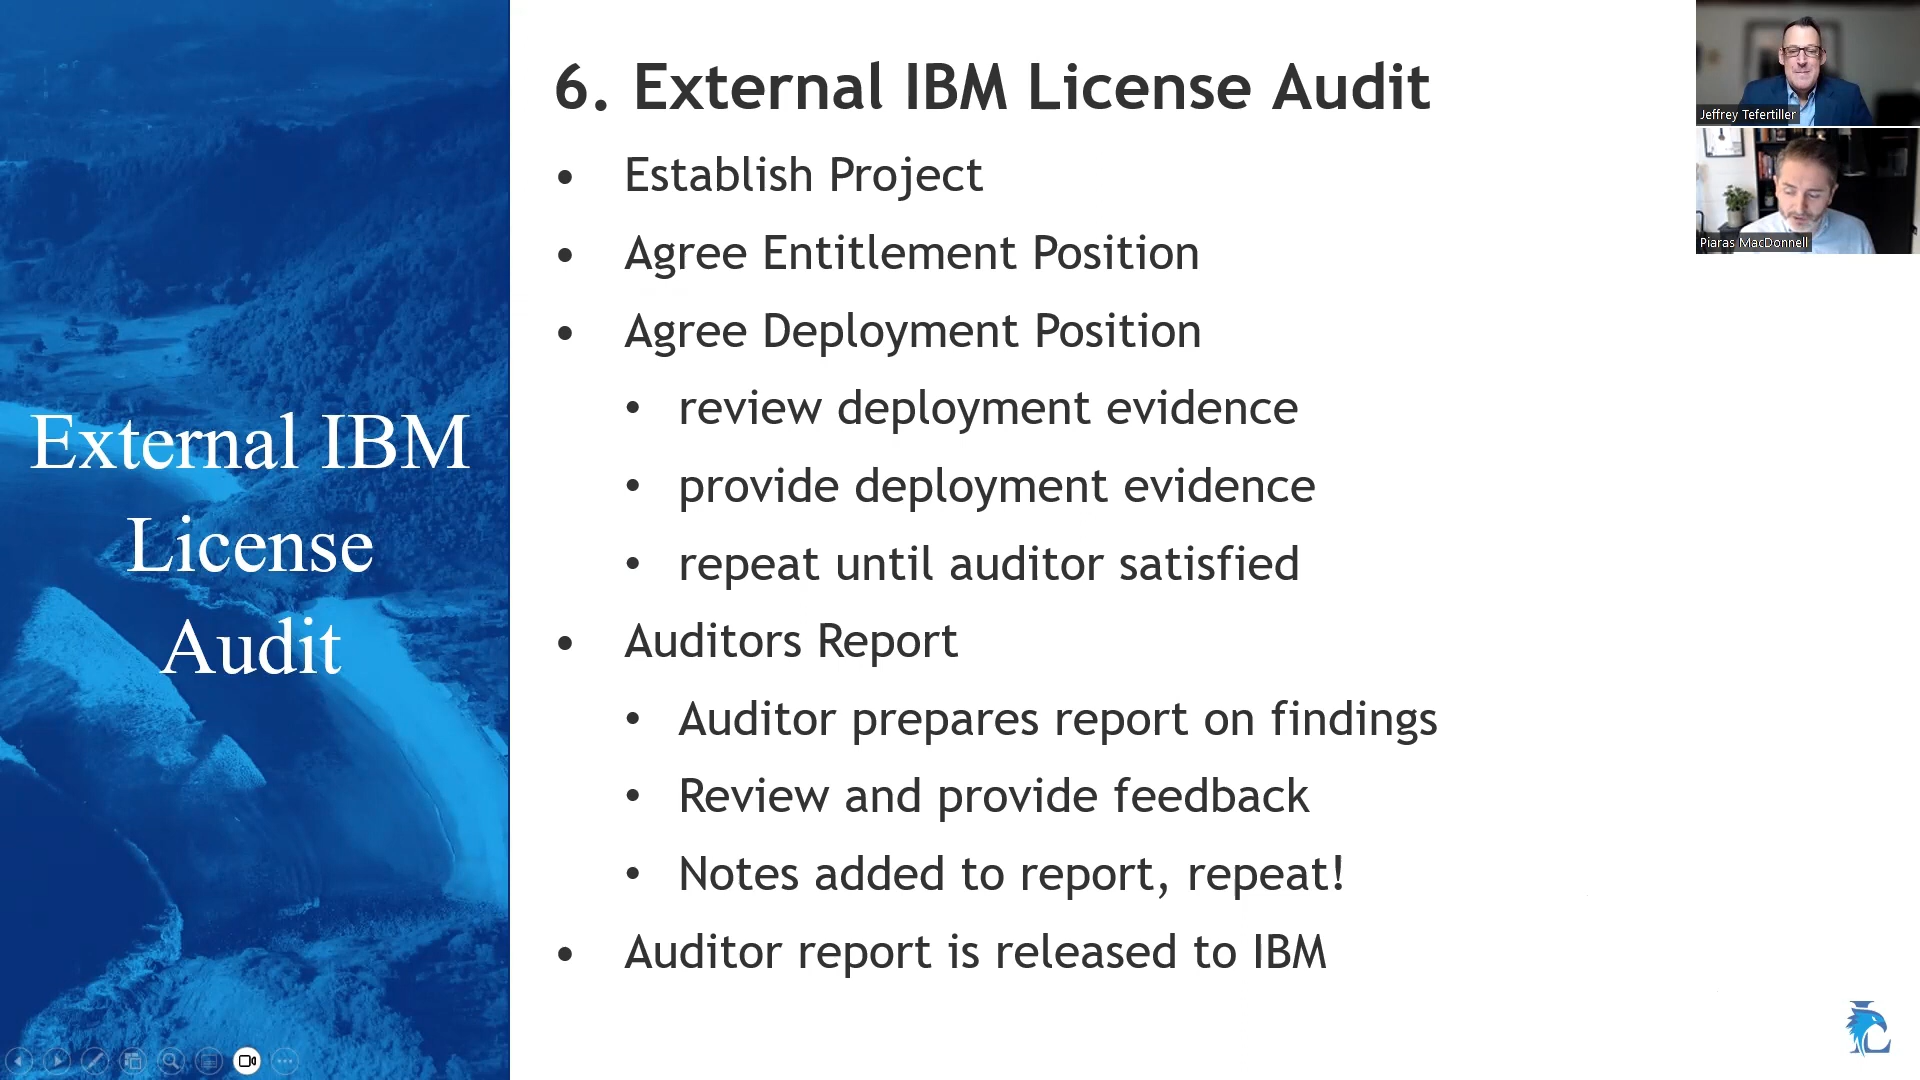 External IBM
License
Audit
6. External IBM License Audit
• Establish Project
• Agree Entitlement Position
• Agree Deployment Position
• review deployment evidence
• provide deployment evidence
• repeat until auditor satisfied
• Auditors Report
• Auditor prepares report on findings
• Review and provide feedback
• Notes added to report, repeat!
• Auditor report is released to IBM
Jeffrey Tefertiller
Piaras MacDonnell